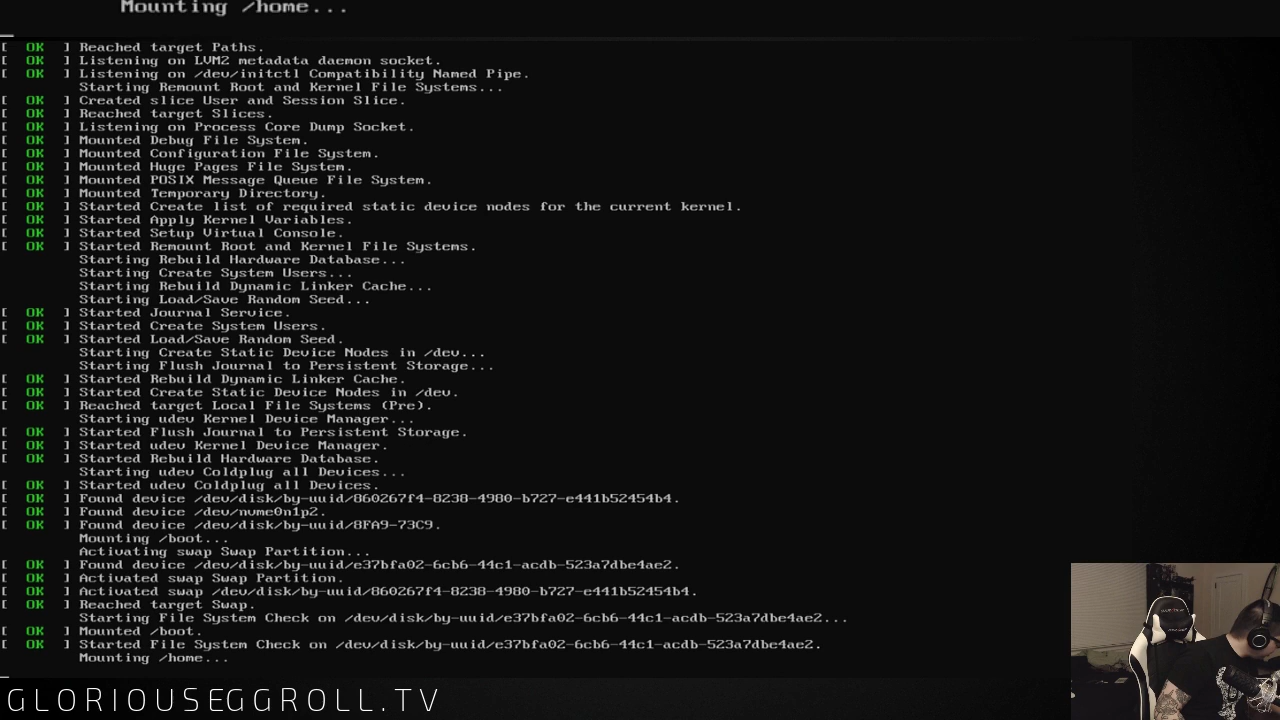 Mounting /home...
[  OK  ] Reached target Paths.
[  OK  ] Listening on LVM2 metadata daemon socket.
[  OK  ] Listening on /dev/initctl Compatibility Named Pipe.
Starting Remount Root and Kernel File Systems...
[  OK  ] Created slice User and Session Slice.
[  OK  ] Reached target Slices.
[  OK  ] Listening on Process Core Dump Socket.
[  OK  ] Mounted Debug File System.
[  OK  ] Mounted Configuration File System.
[  OK  ] Mounted Huge Pages File System.
[  OK  ] Mounted POSIX Message Queue File System.
[  OK  ] Mounted Temporary Directory.
[  OK  ] Started Create list of required static device nodes for the current kernel.
[  OK  ] Started Apply Kernel Variables.
[  OK  ] Started Setup Virtual Console.
[  OK  ] Started Remount Root and Kernel File Systems.
Starting Rebuild Hardware Database...
Starting Create System Users...
Starting Rebuild Dynamic Linker Cache...
Starting Load/Save Random Seed...
[  OK  ] Started Journal Service.
[  OK  ] Started Create System Users.
[  OK  ] Started Load/Save Random Seed.
Starting Create Static Device Nodes in /dev...
Starting Flush Journal to Persistent Storage...
[  OK  ] Started Rebuild Dynamic Linker Cache.
[  OK  ] Started Create Static Device Nodes in /dev.
[  OK  ] Reached target Local File Systems (Pre).
Starting udev Kernel Device Manager...
[  OK  ] Started Flush Journal to Persistent Storage.
[  OK  ] Started udev Kernel Device Manager.
[  OK  ] Started Rebuild Hardware Database.
Starting udev Coldplug all Devices...
[  OK  ] Started udev Coldplug all Devices.
[  OK  ] Found device /dev/disk/by-uuid/860267f4-8238-4980-b727-e441b52454b4.
[  OK  ] Found device /dev/nvme0n1p2.
[  OK  ] Found device /dev/disk/by-uuid/8FA9-73C9.
Mounting /boot...
Activating swap Swap Partition...
[  OK  ] Found device /dev/disk/by-uuid/e37bfa02-6cb6-44c1-acdb-523a7dbe4ae2.
[  OK  ] Activated swap Swap Partition.
[  OK  ] Activated swap /dev/disk/by-uuid/860267f4-8238-4980-b727-e441b52454b4.
[  OK  ] Reached target Swap.
Starting File System Check on /dev/disk/by-uuid/e37bfa02-6cb6-44c1-acdb-523a7dbe4ae2...
[  OK  ] Mounted /boot.
[  OK  ] Started File System Check on /dev/disk/by-uuid/e37bfa02-6cb6-44c1-acdb-523a7dbe4ae2.
Mounting /home...
GLORIOUSEGGROLL.TV